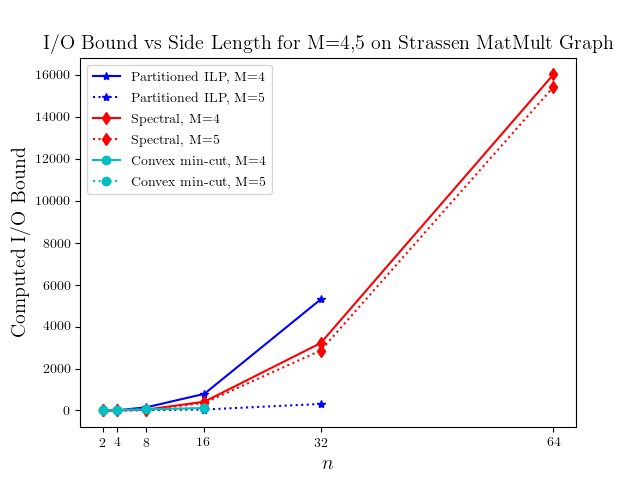 I/O Bound vs Side Length for M=4,5 on Strassen MatMult Graph
Partitioned ILP, M=4
Partitioned ILP, M=5
Spectral, M=4
Spectral, M=5
Convex min-cut, M=4
Convex min-cut, M=5
Computed I/O Bound
16000
14000
12000
10000
8000
6000
4000
2000
0
2 4 8 16 32 64
n